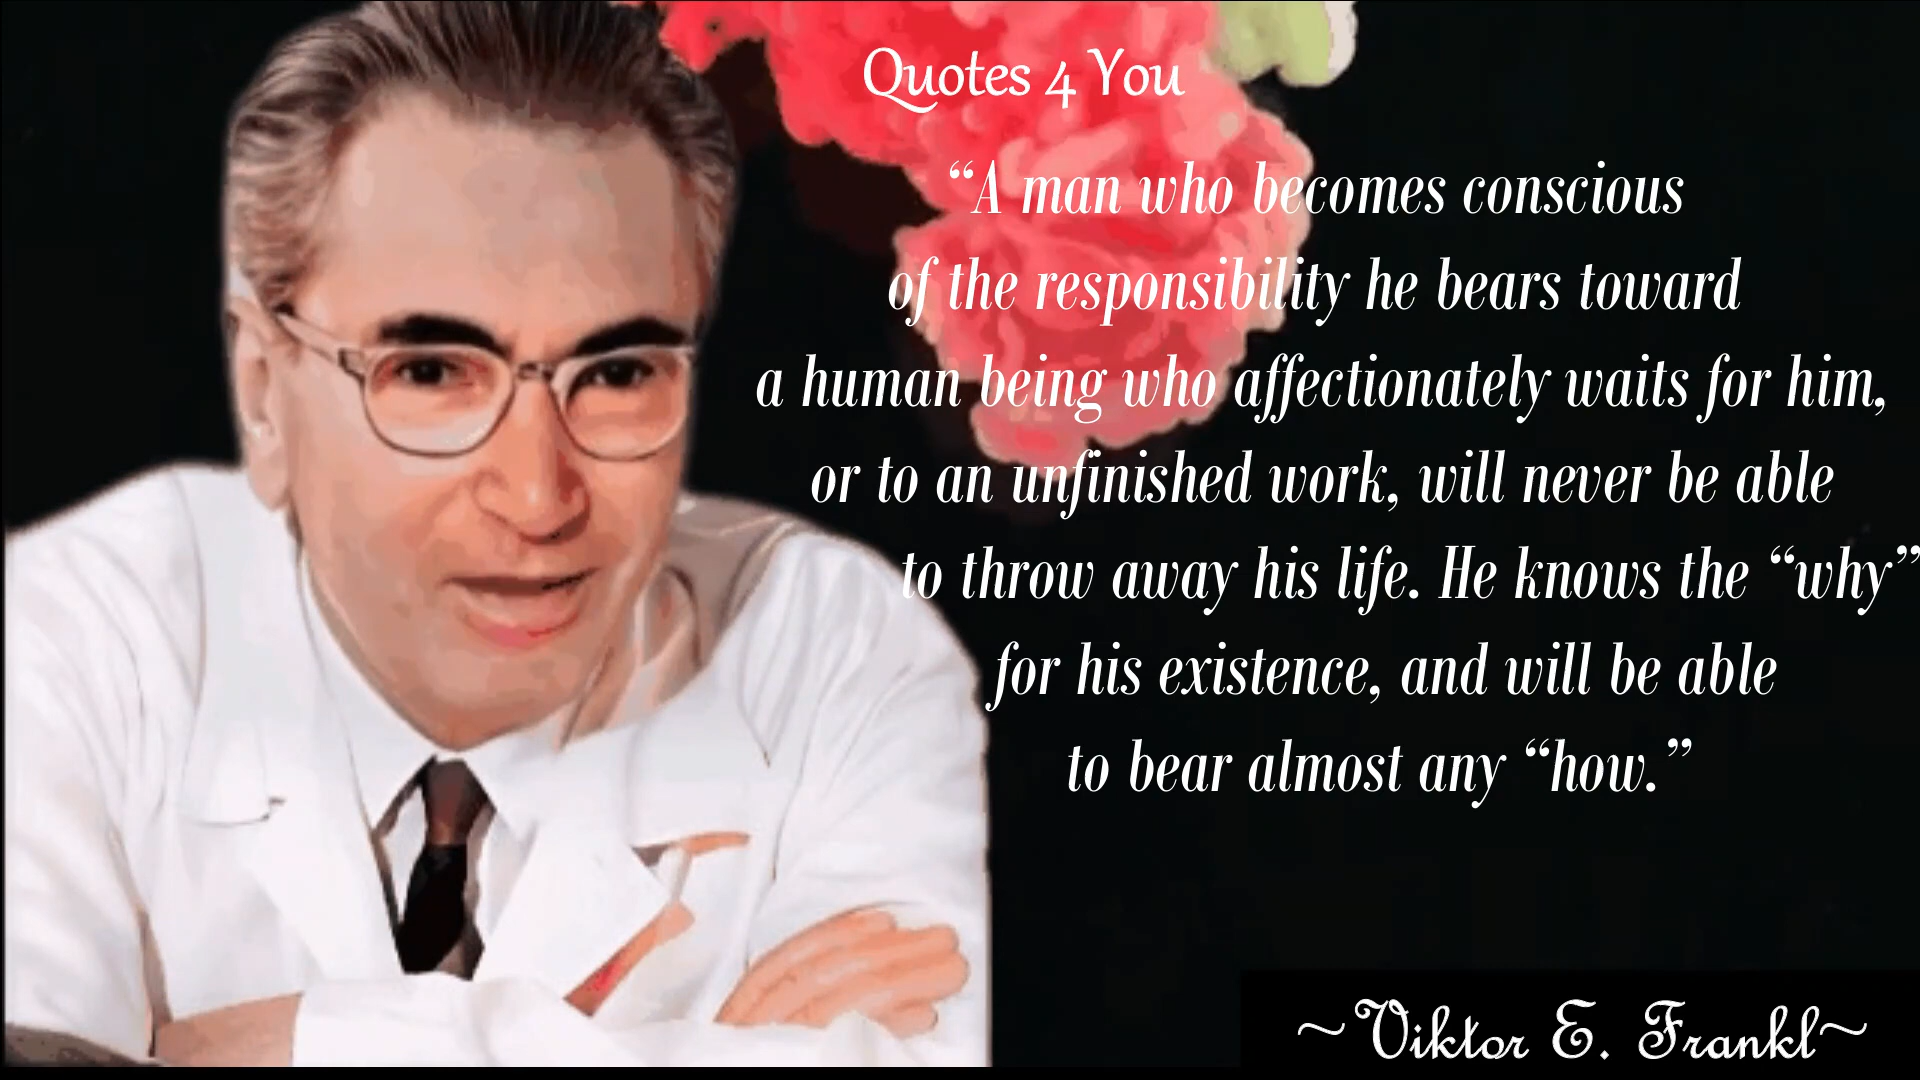 Quotes 4 You
“A man who becomes conscious
of the responsibility he bears toward
a human being who affectionately waits for him,
or to an unfinished work, will never be able
to throw away his life. He knows the “why”
for his existence, and will be able
to bear almost any “how.”
~Viktor E. Frankl~